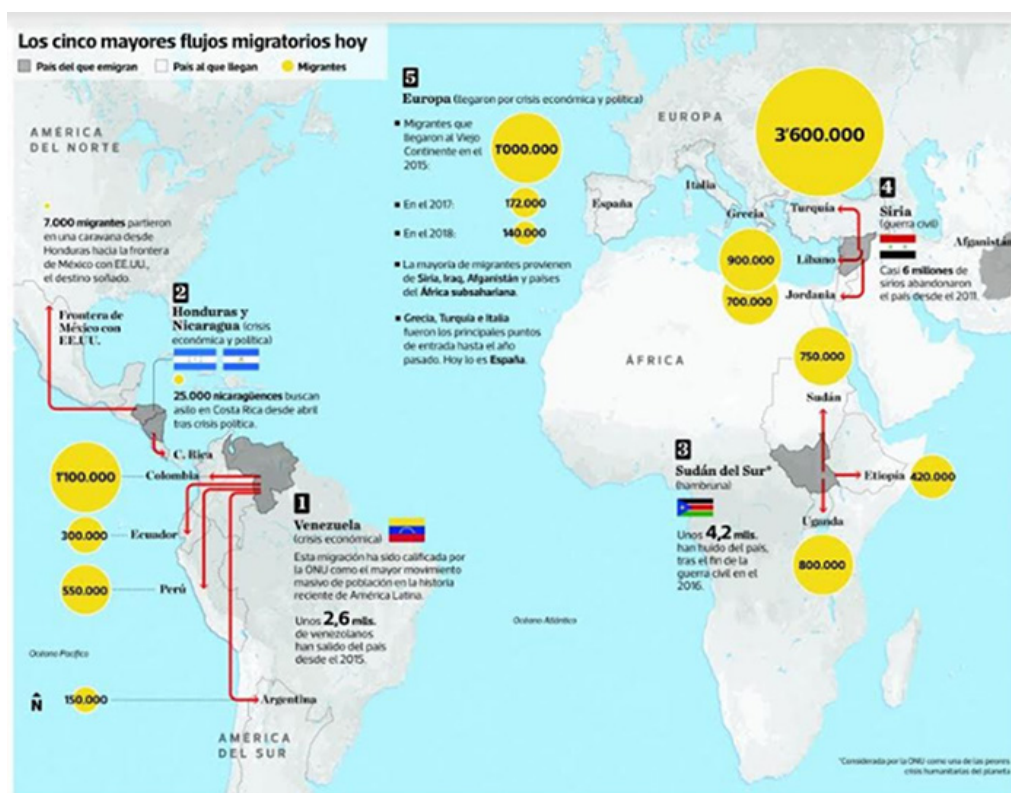 Los cinco mayores flujos migratorios hoy
País del que emigran
País al que llegan
Migrantes
AMÉRICA
DEL NORTE
7.000 migrantes partieron
en una caravana desde
Honduras hacia la frontera
de México con EE.UU.,
el destino soñado.
Frontera de
México con
EE.UU.
2
Honduras y
Nicaragua (crisis
económica y política)
25.000 nicaragüences buscan
asilo en Costa Rica desde abril
tras crisis política.
C. Rica
1'100.000
Colombia
300.000
Ecuador
550.000
Perú
150.000
Argentina
1
Venezuela
(crisis económica)
Esta migración ha sido calificada por
la ONU como el mayor movimiento
masivo de población en la historia
reciente de América Latina.
Unos 2,6 mlls.
de venezolanos
han salido del país
desde el 2015.
Océano Pacífico
N
AMÉRICA
DEL SUR
5
Europa (llegaron por crisis económica y política)
Migrantes que
llegaron al Viejo
Continente en el
2015:
1'000.000
En el 2017:
172.000
En el 2018:
140.000
La mayoría de migrantes provienen
de Siria, Iraq, Afganistán y países
del África subsahariana.
Grecia, Turquía e Italia
fueron los principales puntos
de entrada hasta el año
pasado. Hoy lo es España.
EUROPA
España
Italia
Grecia
3'600.000
Turquía
900.000
Líbano
700.000
Jordania
4
Siria
(guerra civil)
Casi 6 millones de
sirios abandonaron
el país desde el 2011.
Afganistán
ÁFRICA
750.000
Sudán
3
Sudán del Sur*
(hambruna)
Unos 4,2 mlls.
han huido del país,
tras el fin de la
guerra civil en el
2016.
Etiopía
420.000
Uganda
800.000
Océano Atlántico
*Considerada por la ONU como una de las peores
crisis humanitarias del planeta